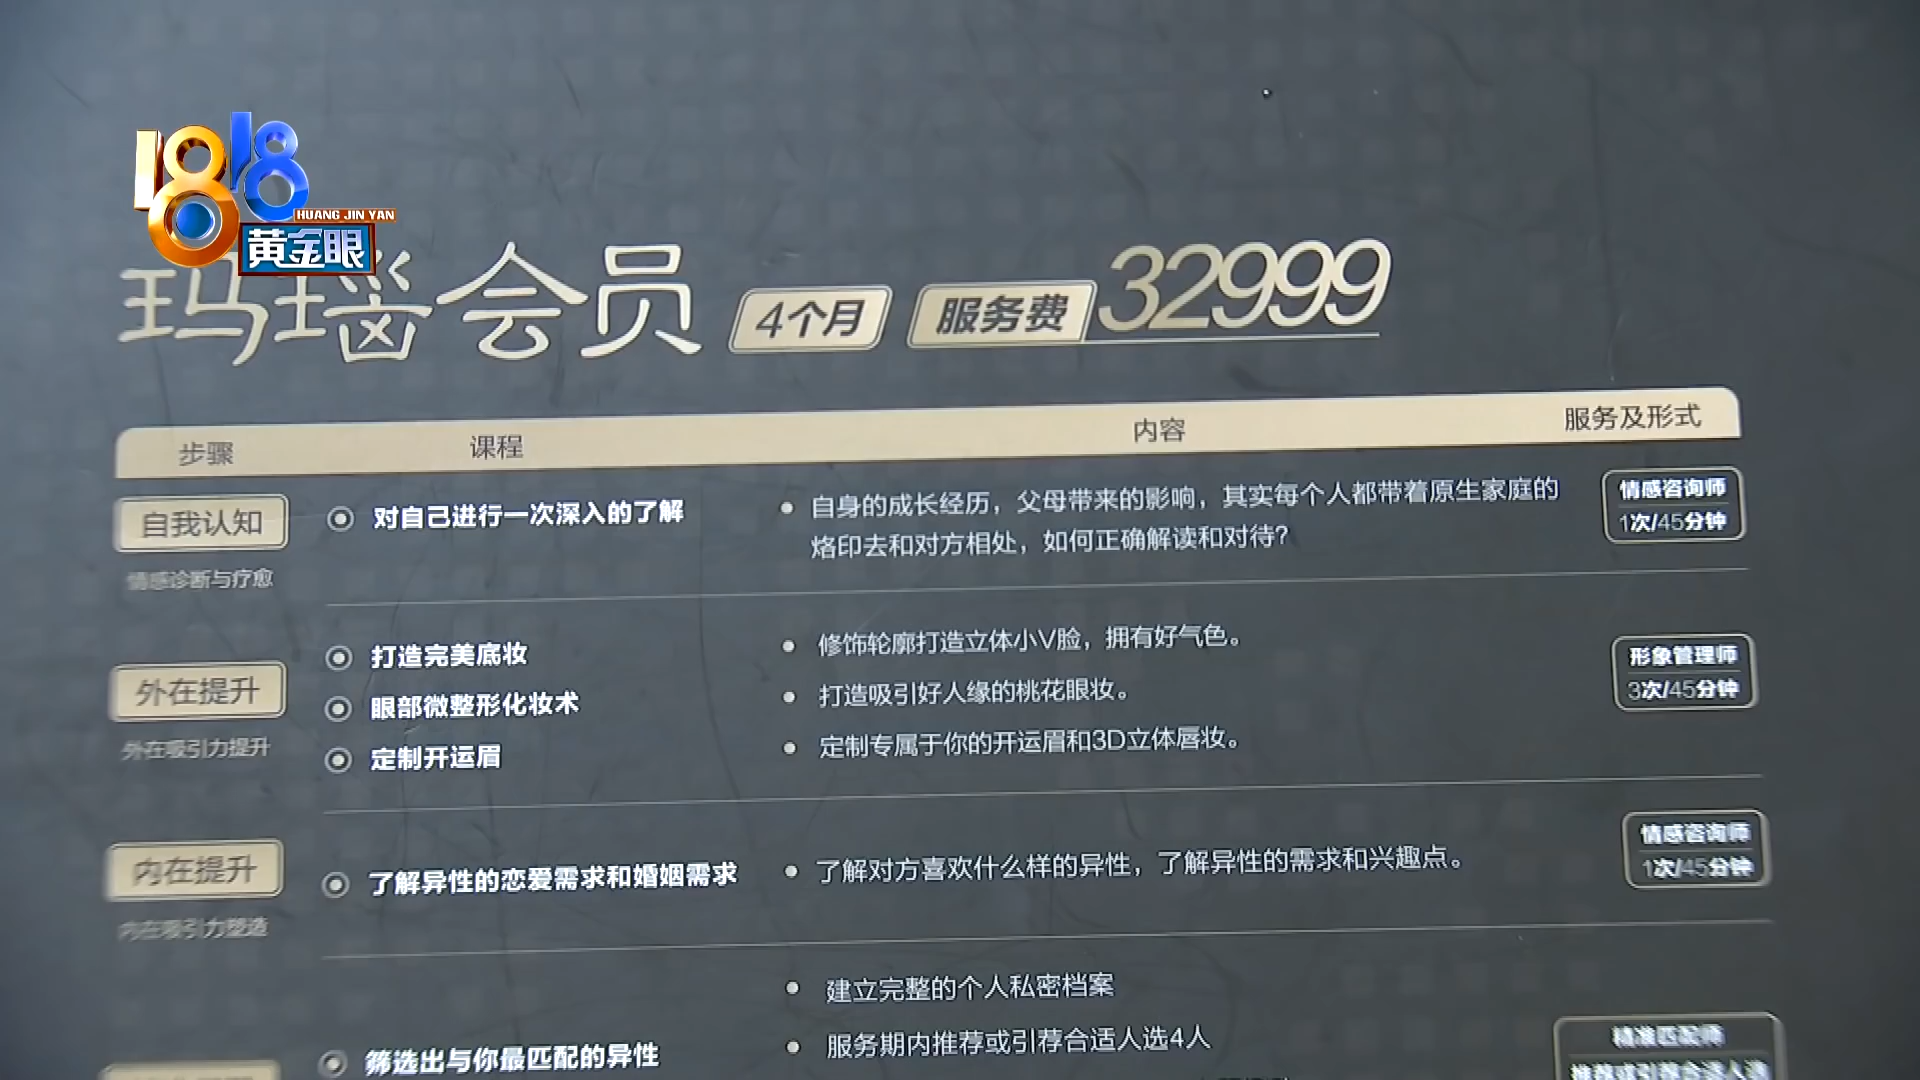 1818
HUANG JIN YAN
黄金眼
玛瑙会员 4个月 服务费 32999
步骤 课程 内容 服务及形式
自我认知
情感诊断与疗愈
对自己进行一次深入的了解
自身的成长经历，父母带来的影响，其实每个人都带着原生家庭的
烙印去和对方相处，如何正确解读和对待?
情感咨询师
1次/45分钟
外在提升
外在吸引力提升
打造完美底妆
眼部微整形化妆术
定制开运眉
修饰轮廓打造立体小V脸，拥有好气色。
打造吸引好人缘的桃花眼妆。
定制专属于你的开运眉和3D立体唇妆。
形象管理师
3次/45分钟
内在提升
内在吸引力塑造
了解异性的恋爱需求和婚姻需求
了解对方喜欢什么样的异性，了解异性的需求和兴趣点。
情感咨询师
1次/45分钟
筛选出与你最匹配的异性
建立完整的个人私密档案
服务期内推荐或引荐合适人选4人
精准匹配师
推荐或引荐合适人选